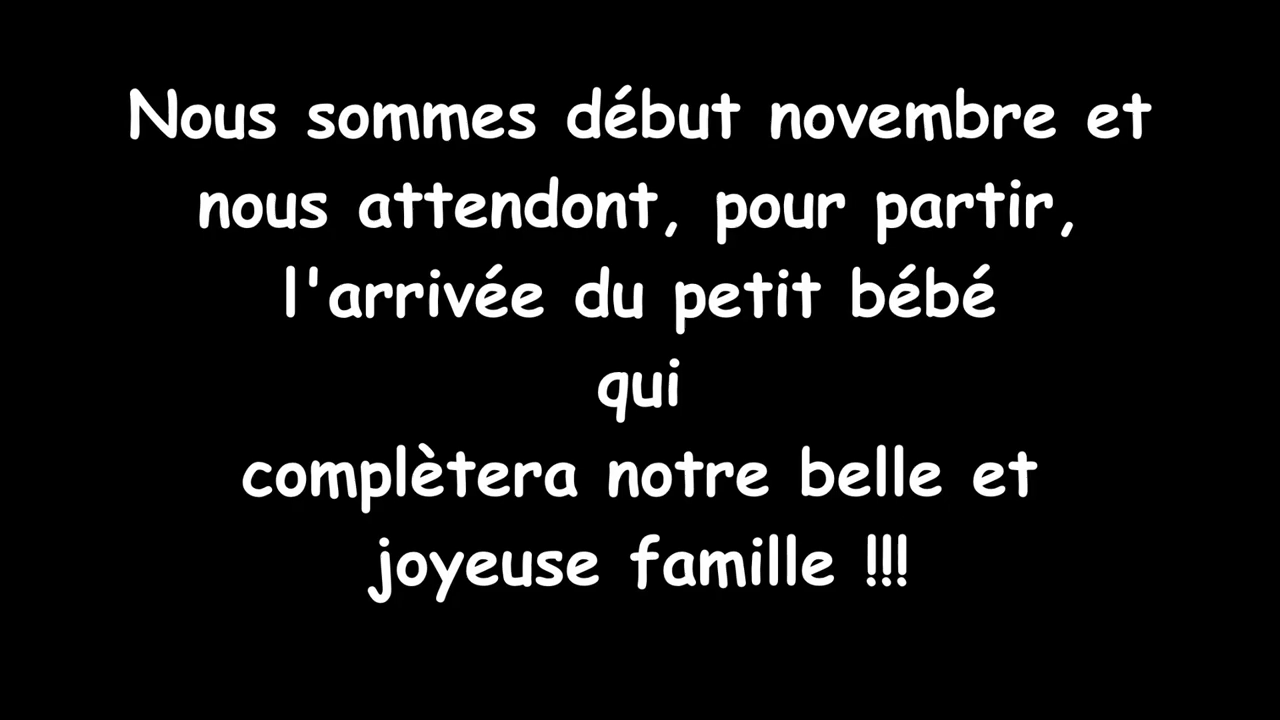 Nous sommes début novembre et
nous attendont, pour partir,
l'arrivée du petit bébé
qui
complètera notre belle et
joyeuse famille !!!